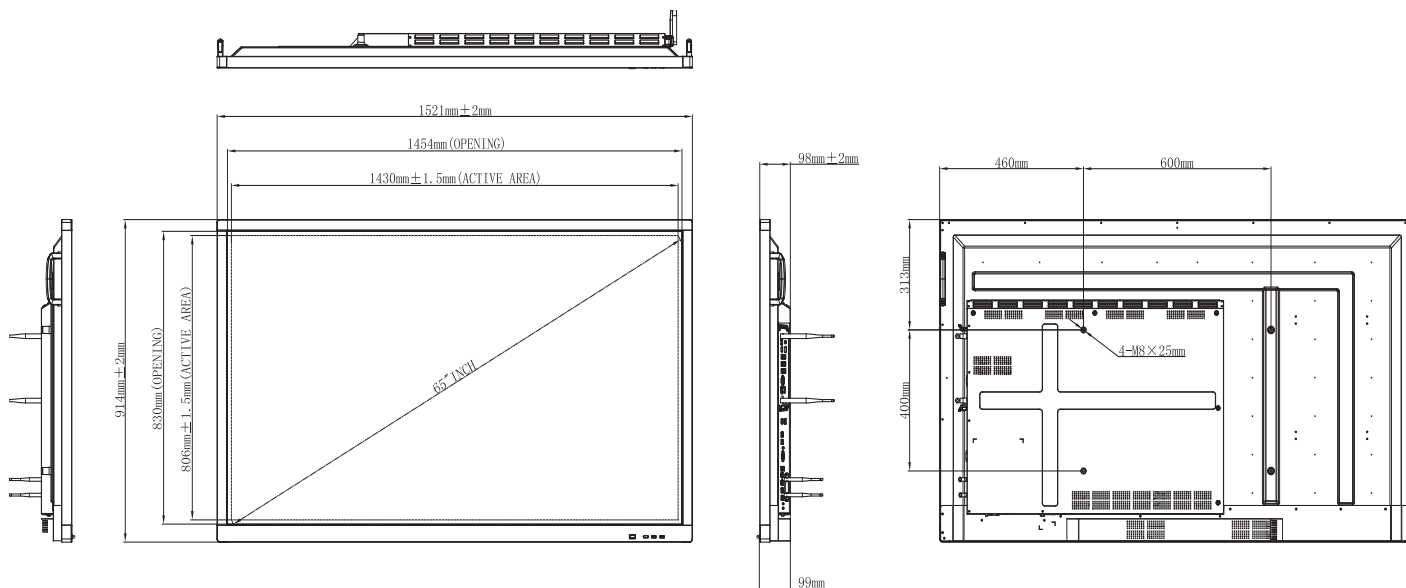 1521mm±2mm
1454mm(OPENING)
1430mm±1.5mm(ACTIVE AREA)
914mm±2mm
830mm(OPENING)
806mm±1.5mm(ACTIVE AREA)
65″INCH
98mm±2mm
99mm
460mm
600mm
313mm
400mm
4-M8×25mm